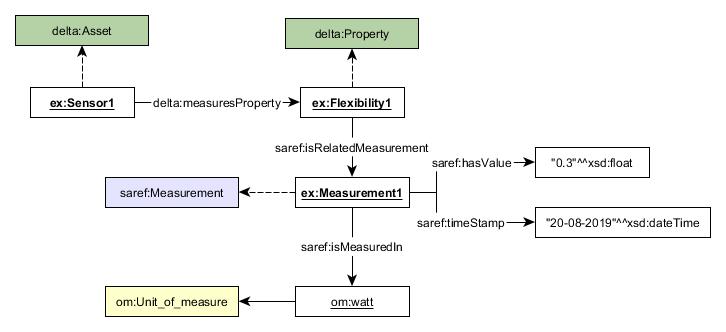 delta:Asset
delta:Property
ex:Sensor1
delta:measuresProperty
ex:Flexibility1
saref:isRelatedMeasurement
saref:hasValue
"0.3"^^xsd:float
saref:Measurement
ex:Measurement1
saref:timeStamp
"20-08-2019"^^xsd:dateTime
saref:isMeasuredIn
om:Unit_of_measure
om:watt